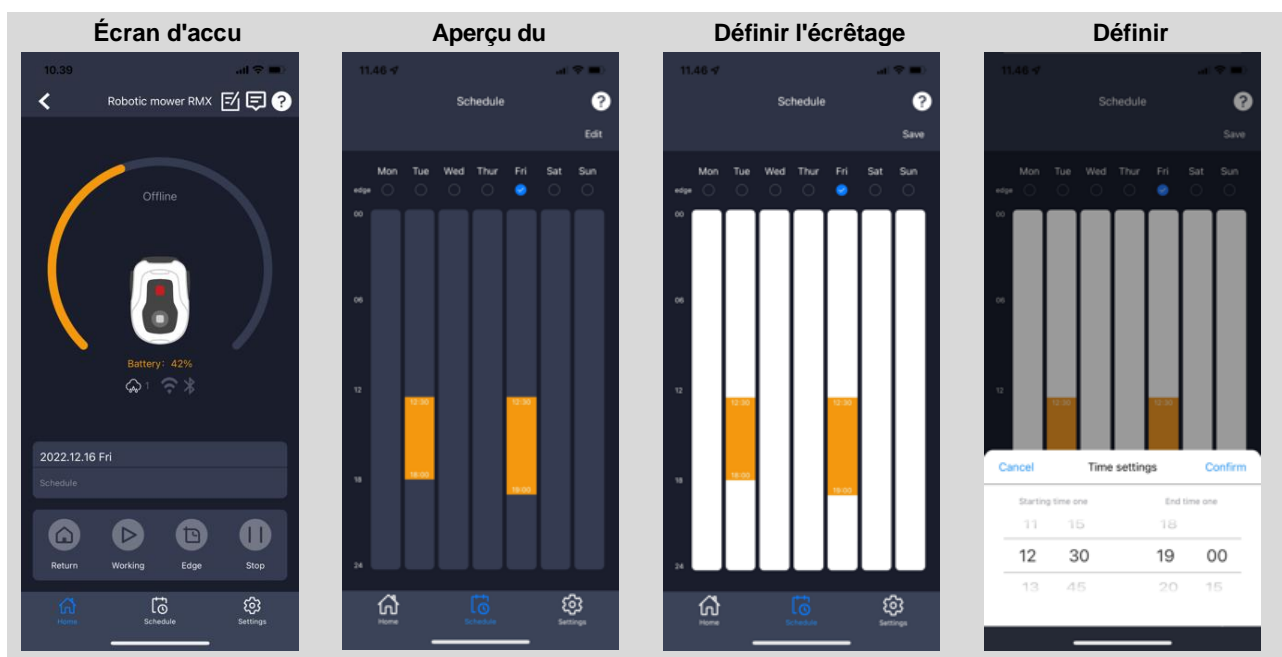 Écran d'accu
Aperçu du
Définir l'écrêtage
Définir
10.39
Robotic mower RMX
Offline
Battery: 42%
1
2022.12.16 Fri
Schedule
Return Working Edge Stop
Home Schedule Settings
11.46
Schedule
Edit
Mon Tue Wed Thur Fri Sat Sun
edge
00
06
12
12:30 12:30
18:00
18
19:00
24
Home Schedule Settings
11.46
Schedule
Save
Mon Tue Wed Thur Fri Sat Sun
edge
00
06
12
12:30 12:30
18:00
18
19:00
24
Home Schedule Settings
11.46
Schedule
Save
Mon Tue Wed Thur Fri Sat Sun
edge
00
06
12
12:30 12:30
Cancel Time settings Confirm
Starting time one End time one
11 15 18
12 30 19 00
13 45 20 15